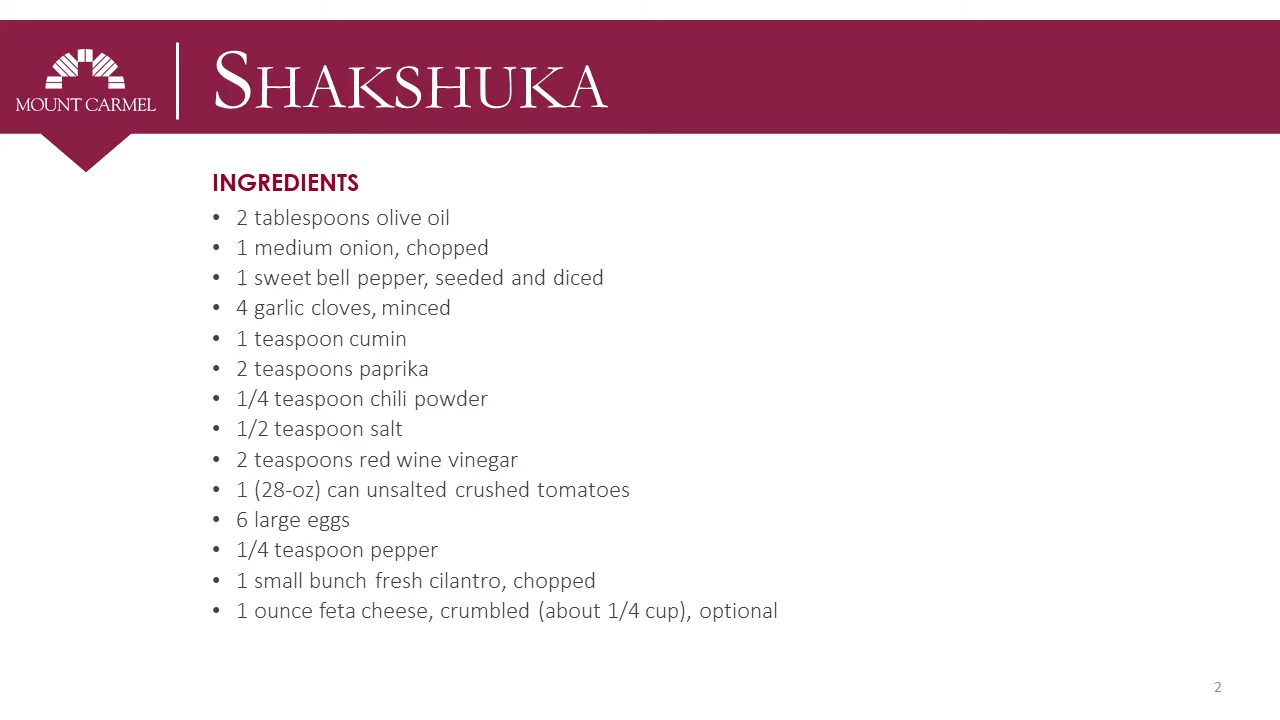 MOUNT CARMEL
SHAKSHUKA
INGREDIENTS
• 2 tablespoons olive oil
• 1 medium onion, chopped
• 1 sweet bell pepper, seeded and diced
• 4 garlic cloves, minced
• 1 teaspoon cumin
• 2 teaspoons paprika
• 1/4 teaspoon chili powder
• 1/2 teaspoon salt
• 2 teaspoons red wine vinegar
• 1 (28-oz) can unsalted crushed tomatoes
• 6 large eggs
• 1/4 teaspoon pepper
• 1 small bunch fresh cilantro, chopped
• 1 ounce feta cheese, crumbled (about 1/4 cup), optional
2